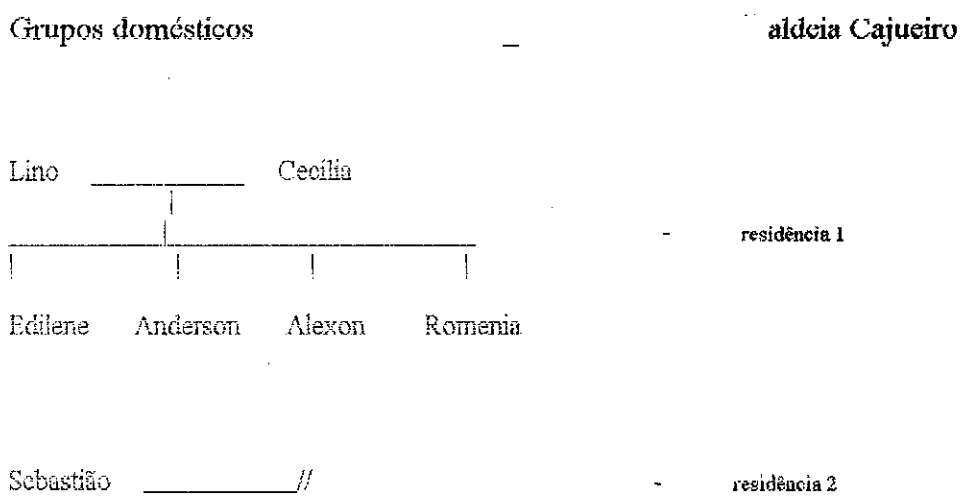 Grupos domésticos - aldeia Cajueiro
Lino Cecília
- residência 1
Edilene Anderson Alexon Romenia
Sebastião // - residência 2